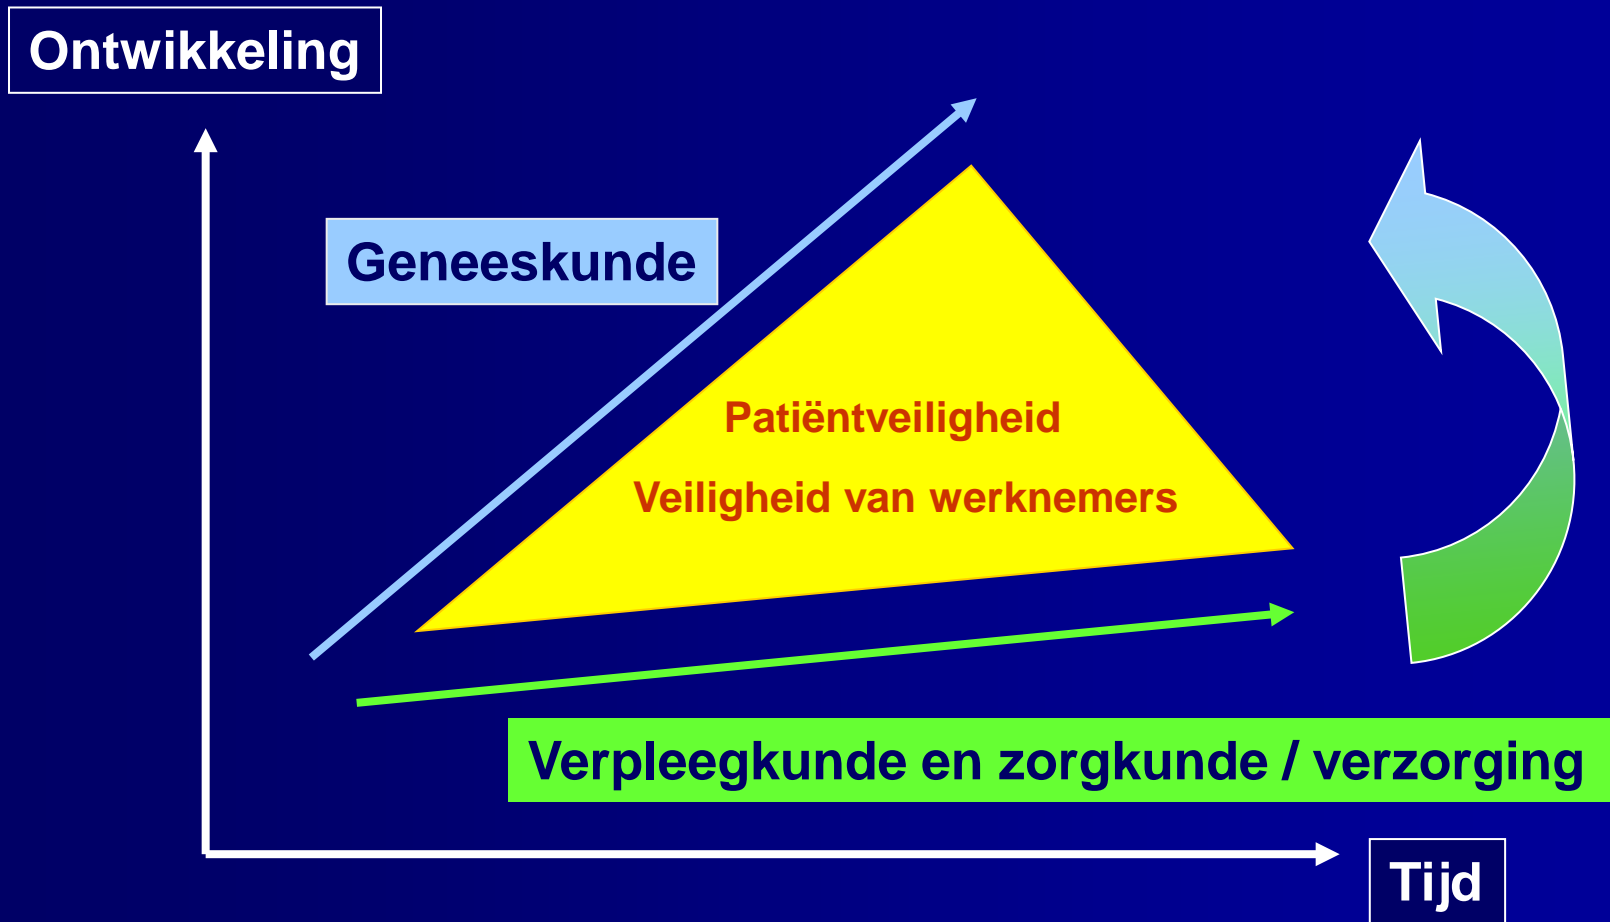 Ontwikkeling
Geneeskunde
Patiëntveiligheid
Veiligheid van werknemers
Verpleegkunde en zorgkunde / verzorging
Tijd